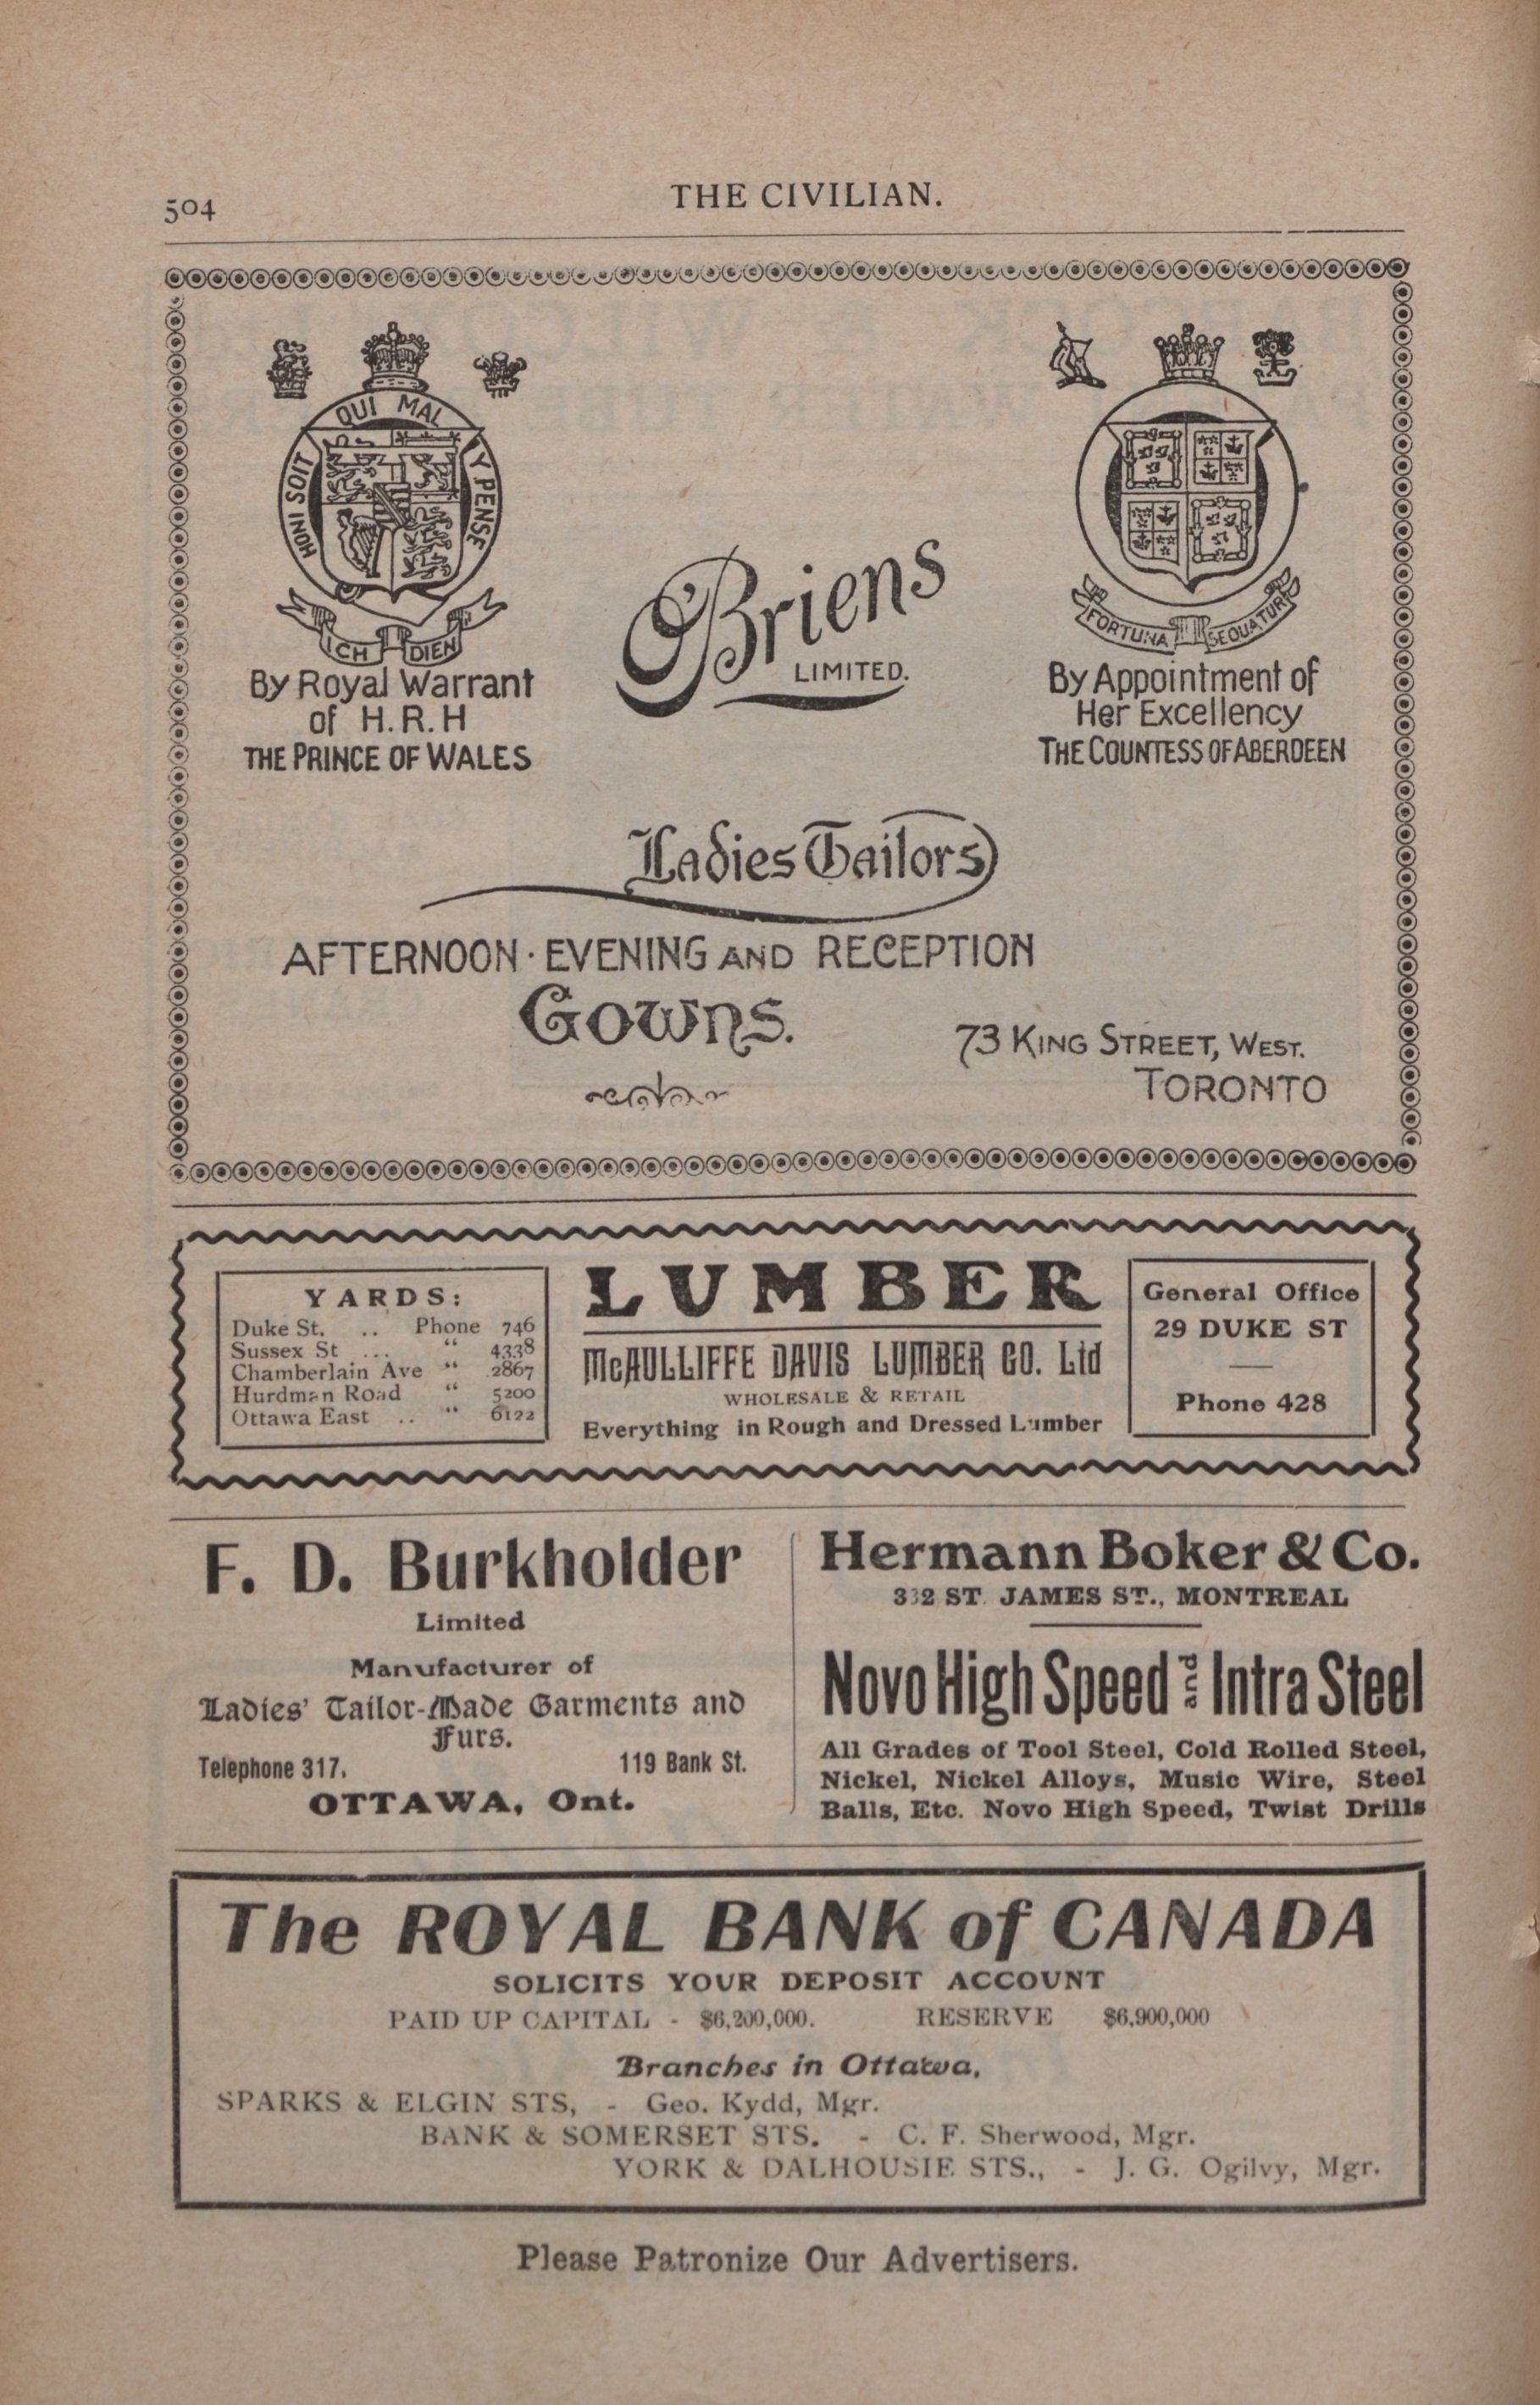 504
THE CIVILIAN.
HONI SOIT QUI MAL Y PENSE
ICH DIEN
By Royal Warrant
of H.R.H
THE PRINCE OF WALES
O'Briens
LIMITED.
FORTUNA SEQUATUR
By Appointment of
Her Excellency
THE COUNTESS OF ABERDEEN
Ladies Tailors
AFTERNOON · EVENING AND RECEPTION
GOWNS.
73 KING STREET, WEST.
TORONTO
YARDS:
Duke St. .. Phone 746
Sussex St ... “ 4338
Chamberlain Ave “ 2867
Hurdman Road “ 5200
Ottawa East .. “ 6122
LUMBER
McAULLIFFE DAVIS LUMBER CO. Ltd
WHOLESALE & RETAIL
Everything in Rough and Dressed Lumber
General Office
29 DUKE ST
Phone 428
F. D. Burkholder
Limited
Manufacturer of
Ladies' Tailor-Made Garments and
Furs.
Telephone 317. 119 Bank St.
OTTAWA, Ont.
Hermann Boker & Co.
332 ST. JAMES ST., MONTREAL
Novo High Speed and Intra Steel
All Grades of Tool Steel, Cold Rolled Steel,
Nickel, Nickel Alloys, Music Wire, Steel
Balls, Etc. Novo High Speed, Twist Drills
The ROYAL BANK of CANADA
SOLICITS YOUR DEPOSIT ACCOUNT
PAID UP CAPITAL - $6,200,000. RESERVE $6,900,000
Branches in Ottawa,
SPARKS & ELGIN STS, - Geo. Kydd, Mgr.
BANK & SOMERSET STS. - C. F. Sherwood, Mgr.
YORK & DALHOUSIE STS., - J. G. Ogilvy, Mgr.
Please Patronize Our Advertisers.